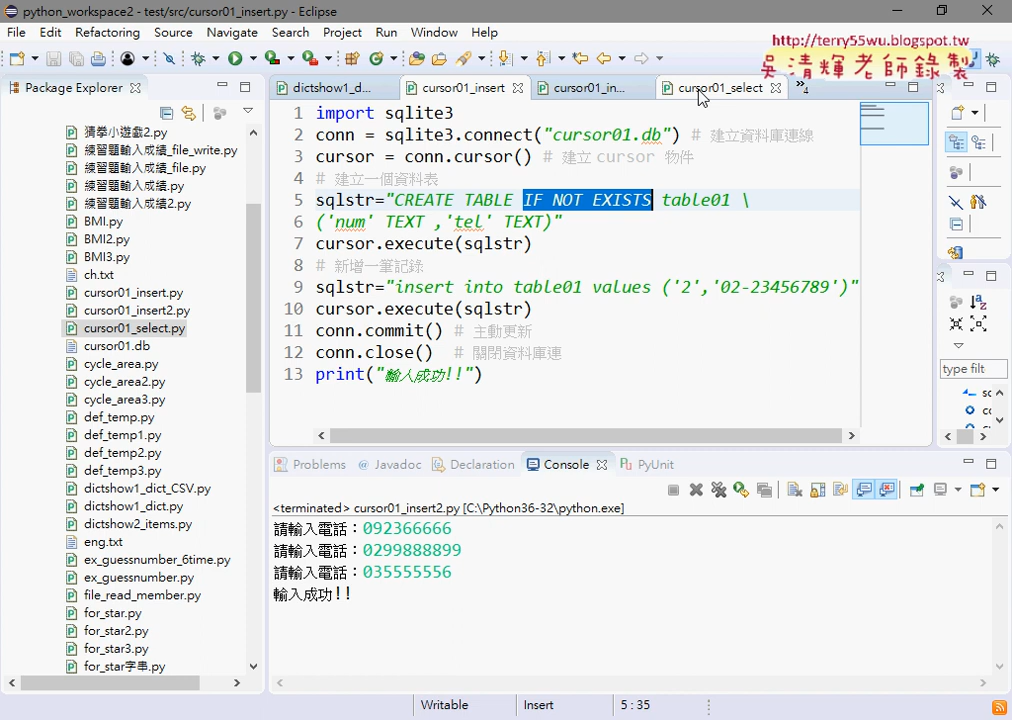 python_workspace2 - test/src/cursor01_insert.py - Eclipse
File Edit Refactoring Source Navigate Search Project Run Window Help
http://terry55wu.blogspot.tw
吳清輝老師錄製
Package Explorer
猜拳小遊戲2.py
練習題輸入成績_file_write.py
練習題輸入成績_file.py
練習題輸入成績.py
練習題輸入成績2.py
BMI.py
BMI2.py
BMI3.py
ch.txt
cursor01_insert.py
cursor01_insert2.py
cursor01_select.py
cursor01.db
cycle_area.py
cycle_area2.py
cycle_area3.py
def_temp.py
def_temp1.py
def_temp2.py
def_temp3.py
dictshow1_dict_CSV.py
dictshow1_dict.py
dictshow2_items.py
eng.txt
ex_guessnumber_6time.py
ex_guessnumber.py
file_read_member.py
for_star.py
for_star2.py
for_star3.py
for_star字串.py
dictshow1_d... cursor01_insert cursor01_in... cursor01_select »4
1 import sqlite3
2 conn = sqlite3.connect("cursor01.db") # 建立資料庫連線
3 cursor = conn.cursor() # 建立 cursor 物件
4 # 建立一個資料表
5 sqlstr="CREATE TABLE IF NOT EXISTS table01 \
6 ('num' TEXT ,'tel' TEXT)"
7 cursor.execute(sqlstr)
8 # 新增一筆記錄
9 sqlstr="insert into table01 values ('2','02-23456789')"
10 cursor.execute(sqlstr)
11 conn.commit() # 主動更新
12 conn.close() # 關閉資料庫連
13 print("輸入成功!!")
type filt
Problems Javadoc Declaration Console PyUnit
<terminated> cursor01_insert2.py [C:\Python36-32\python.exe]
請輸入電話：092366666
請輸入電話：0299888899
請輸入電話：035555556
輸入成功!!
Writable Insert 5 : 35